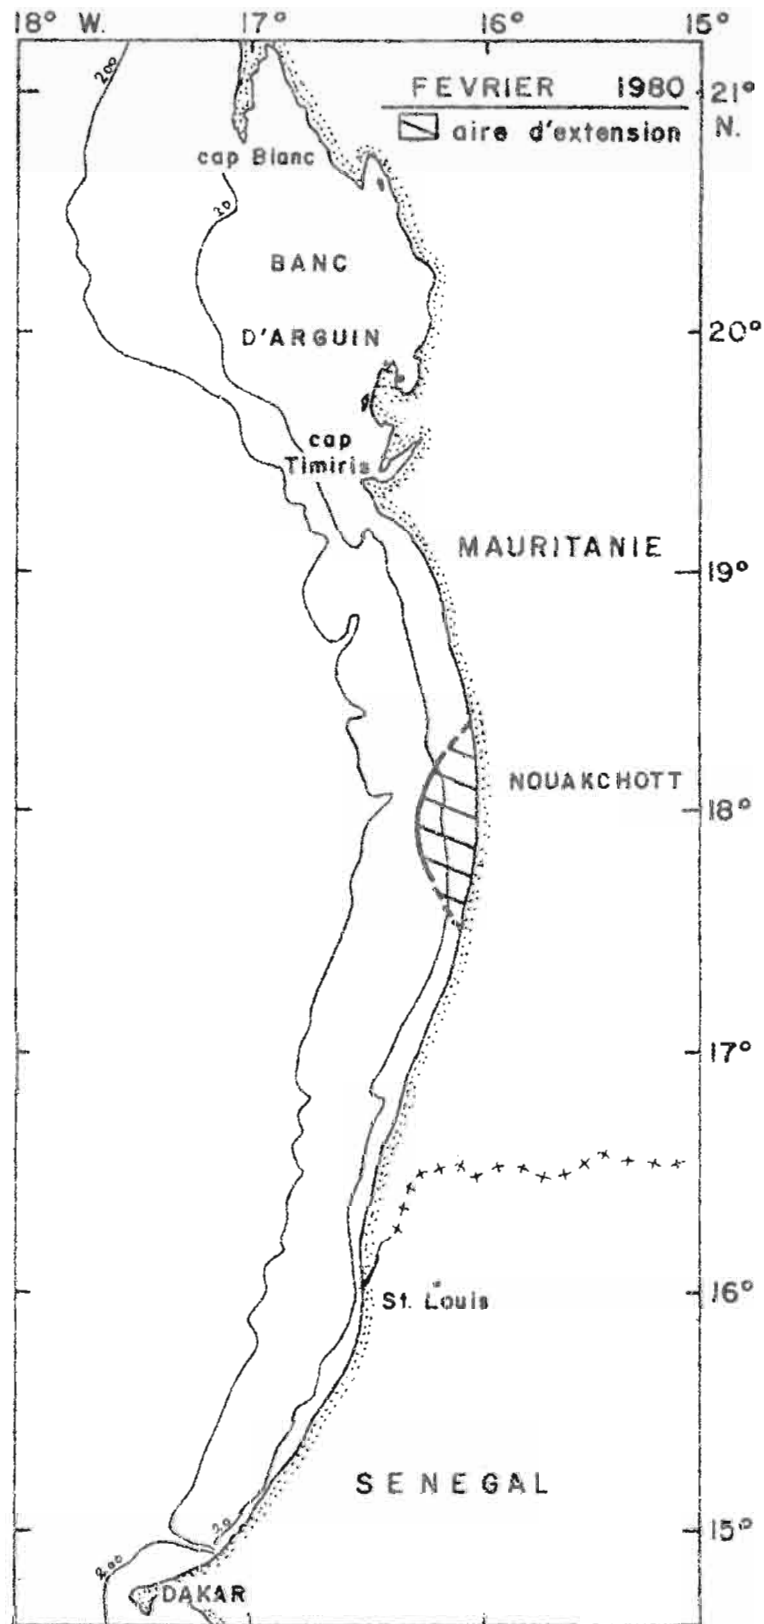 18° W. 17° 16° 15°
200
FEVRIER 1980
21°
N.
aire d'extension
cap Blanc
20
BANC
D'ARGUIN
20°
cap
Timiris
MAURITANIE
19°
NOUAKCHOTT
18°
17°
St. Louis
16°
SENEGAL
15°
20
200
DAKAR